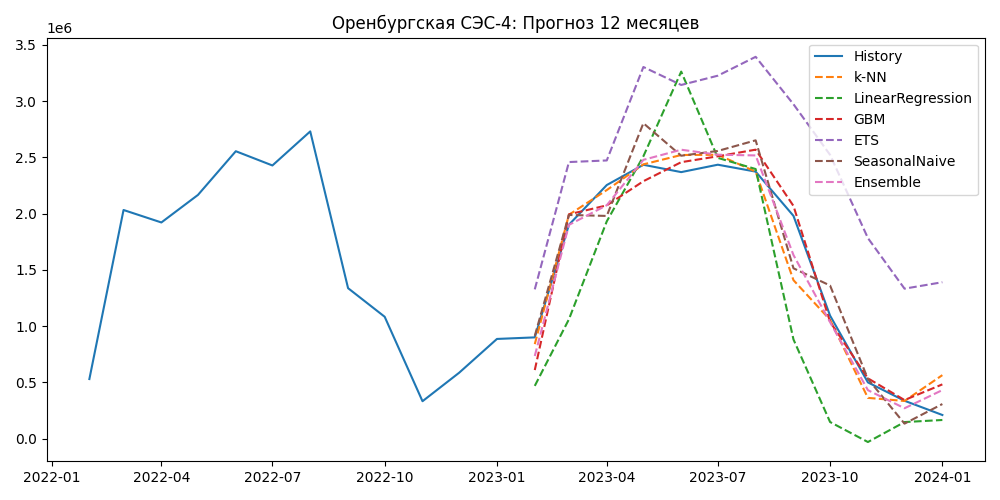 Оренбургская СЭС-4: Прогноз 12 месяцев
1e6
3.5
3.0
2.5
2.0
1.5
1.0
0.5
0.0
2022-01 2022-04 2022-07 2022-10 2023-01 2023-04 2023-07 2023-10 2024-01
History
k-NN
LinearRegression
GBM
ETS
SeasonalNaive
Ensemble